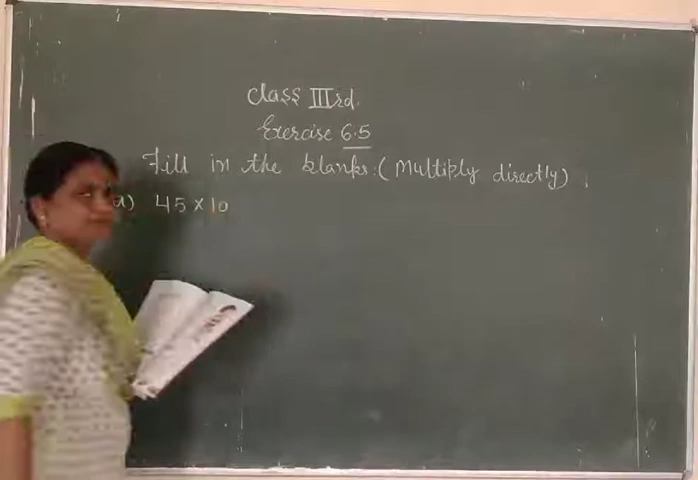 Class IIIrd.
Exercise 6.5
Fill in the blanks:(Multiply directly).
a) 45 × 10